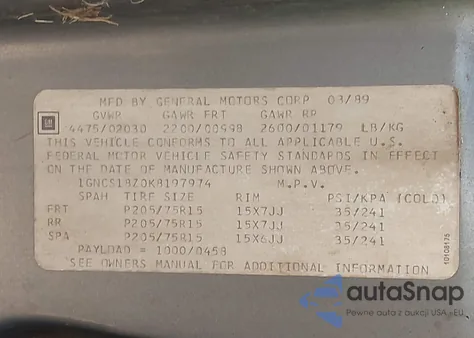 MFD BY GENERAL MOTORS CORP 03/89
GVWR GAWR FRT GAWR RR
GM 4475/02030 2200/00998 2600/01179 LB/KG
THIS VEHICLE CONFORMS TO ALL APPLICABLE U.S.
FEDERAL MOTOR VEHICLE SAFETY STANDARDS IN EFFECT
ON THE DATE OF MANUFACTURE SHOWN ABOVE.
1GNCS18Z0K8197974 M.P.V.
SPAH TIRE SIZE RIM PSI/KPA (COLD)
FRT P205/75R15 15X7JJ 35/241
RR P205/75R15 15X7JJ 35/241
SPA P205/75R15 15X6JJ 35/241
PAYLOAD = 1000/0458
SEE OWNERS MANUAL FOR ADDITIONAL INFORMATION
autoSnap
Pewne auta z aukcji USA i EU